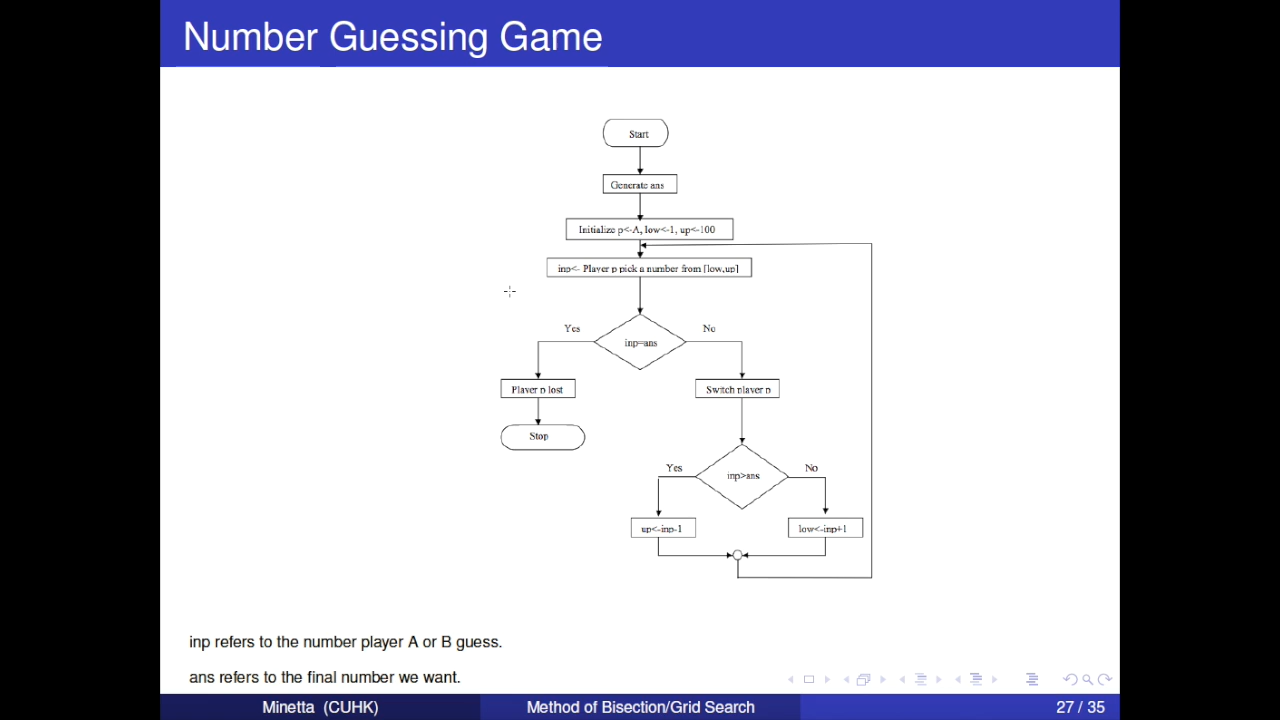 Number Guessing Game
Start
Generate ans
Initialize p<-A, low<-1, up<-100
inp<- Player p pick a number from [low,up]
Yes
No
inp=ans
Player p lost
Switch player p
Stop
Yes
No
inp>ans
up<-inp-1
low<-inp+1
inp refers to the number player A or B guess.
ans refers to the final number we want.
Minetta (CUHK)
Method of Bisection/Grid Search
27 / 35